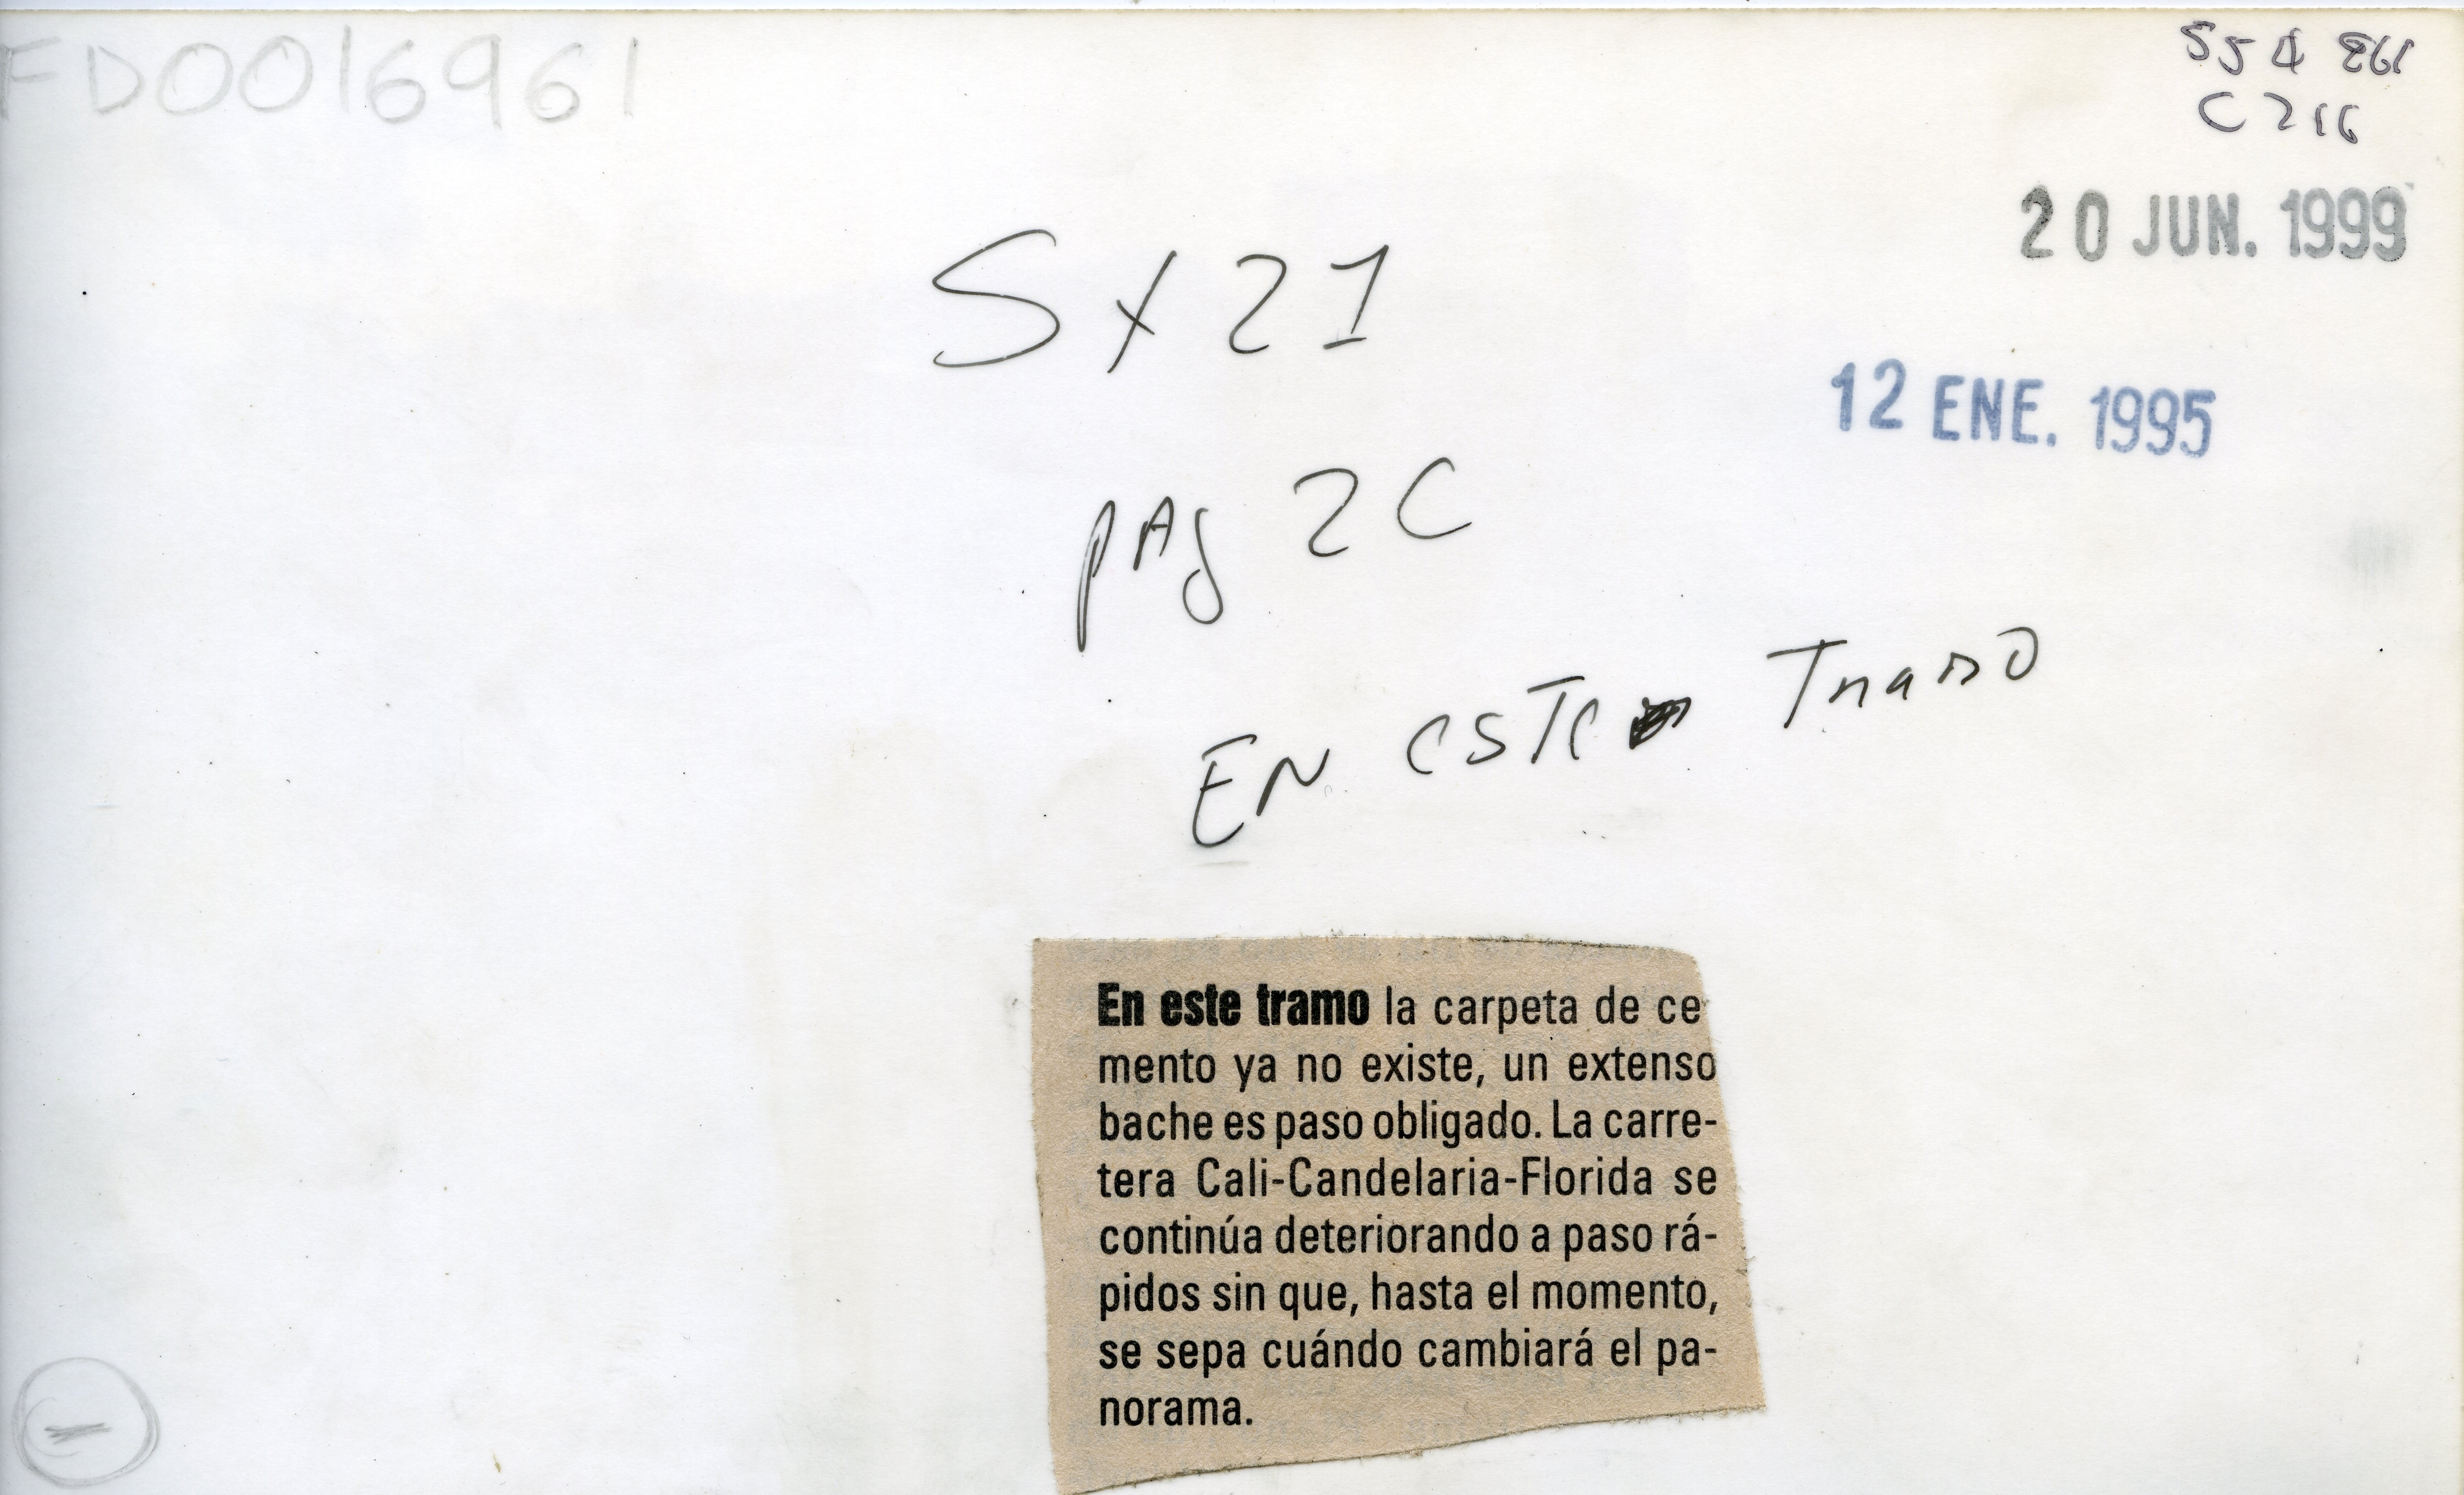 FD0016961
C216
20 JUN. 1999
Sx21
12 ENE. 1995
pAg 2C
EN esTe Tramo
En este tramo la carpeta de ce
mento ya no existe, un extenso
bache es paso obligado. La carre-
tera Cali-Candelaria-Florida se
continúa deteriorando a paso rá-
pidos sin que, hasta el momento,
se sepa cuándo cambiará el pa-
norama.